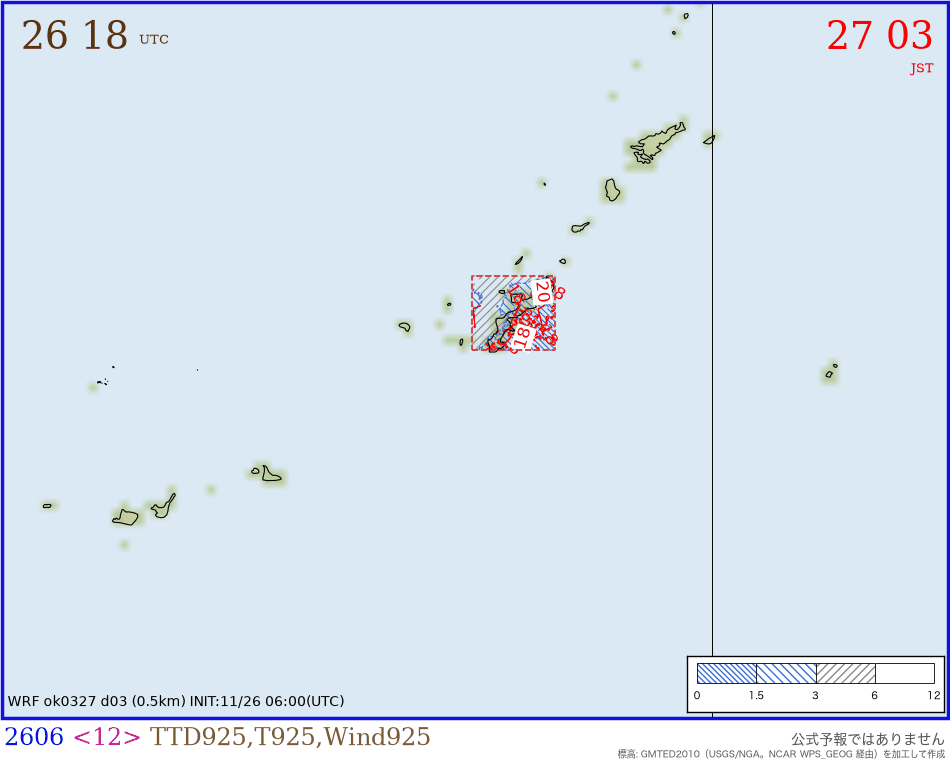 26 18 UTC
27 03
JST
20
8
18
WRF ok0327 d03 (0.5km) INIT:11/26 06:00(UTC)
0 1.5 3 6 12
2606 <12> TTD925,T925,Wind925
公式予報ではありません
標高: GMTED2010（USGS/NGA。NCAR WPS_GEOG 経由）を加工して作成